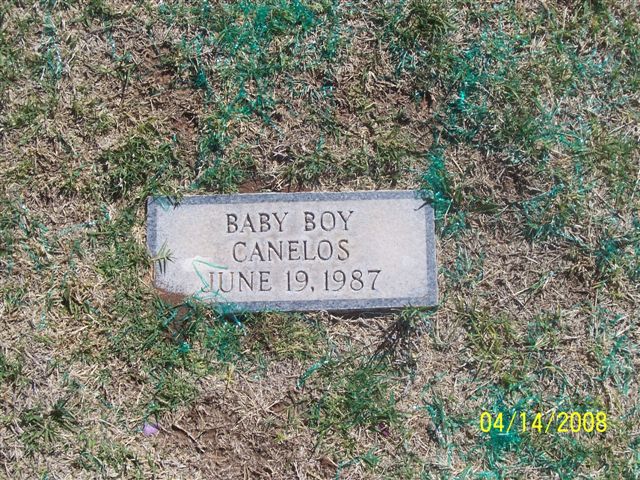 BABY BOY
CANELOS
JUNE 19, 1987
04/14/2008